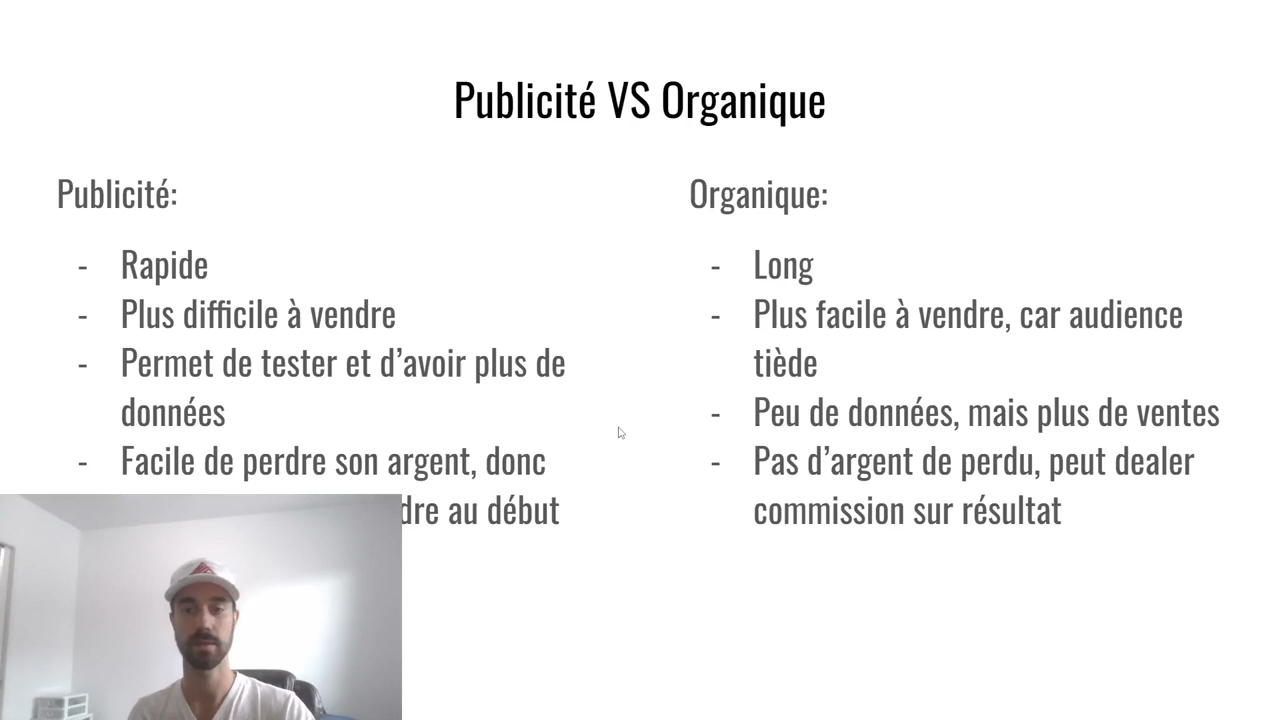 Publicité VS Organique
Publicité:
- Rapide
- Plus difficile à vendre
- Permet de tester et d’avoir plus de
données
- Facile de perdre son argent, donc
au début
Organique:
- Long
- Plus facile à vendre, car audience
tiède
- Peu de données, mais plus de ventes
- Pas d’argent de perdu, peut dealer
commission sur résultat